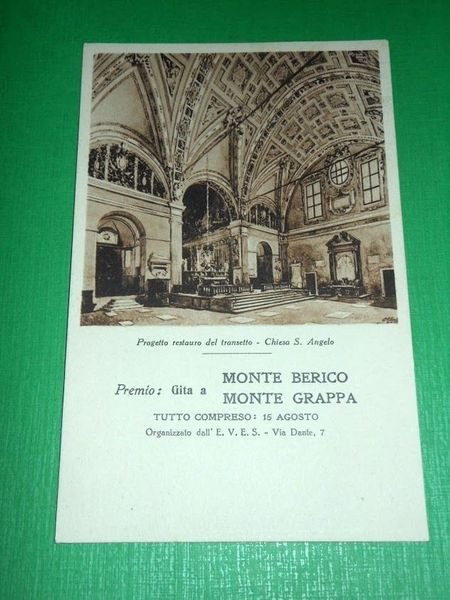 Progetto restauro del transetto - Chiesa S. Angelo
Premio: Gita a MONTE BERICO
MONTE GRAPPA
TUTTO COMPRESO: 15 AGOSTO
Organizzato dall' E. V. E. S. - Via Dante, 7